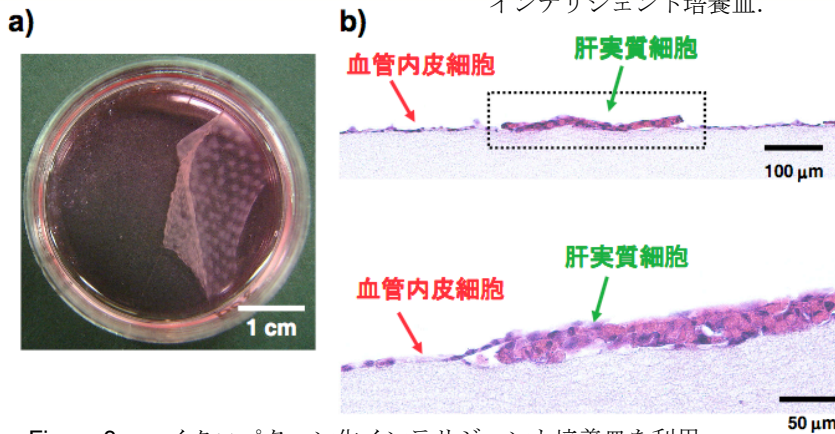 インテリジェント培養皿.
a)
b)
肝実質細胞
血管内皮細胞
100 μm
1 cm
肝実質細胞
血管内皮細胞
50 μm